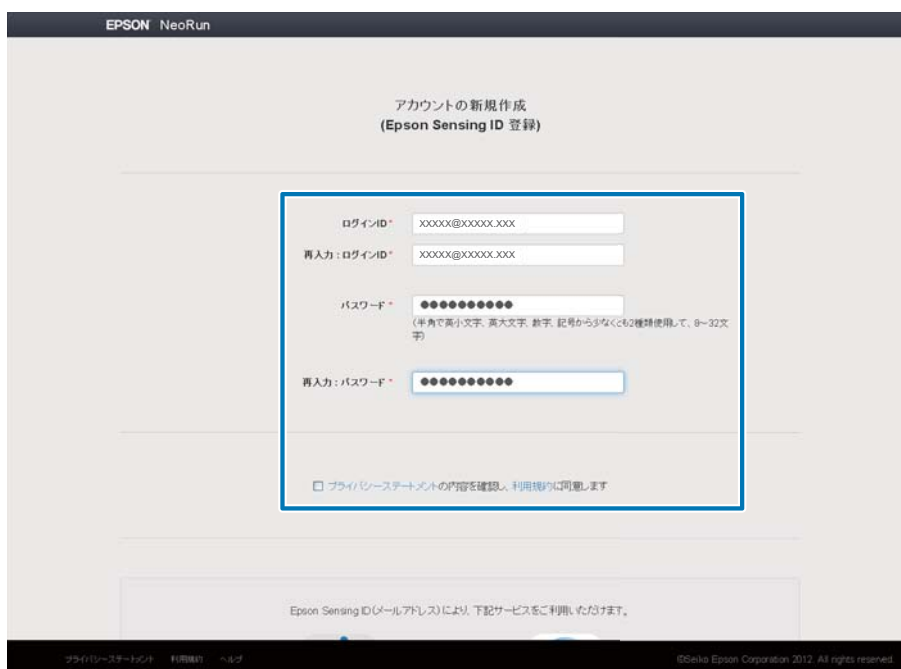 EPSON NeoRun
アカウントの新規作成
(Epson Sensing ID 登録)
ログインID*
XXXXX@XXXXX.XXX
再入力:ログインID*
XXXXX@XXXXX.XXX
パスワード*
●●●●●●●●●●
(半角で英小文字、英大文字、数字、記号から少なくとも2種類使用して、8～32文
字)
再入力:パスワード*
●●●●●●●●●●
プライバシーステートメントの内容を確認し、利用規約に同意します
Epson Sensing ID(メールアドレス)により、下記サービスをご利用いただけます。
プライバシーステートメント 利用規約 ヘルプ
©Seiko Epson Corporation 2012. All rights reserved.